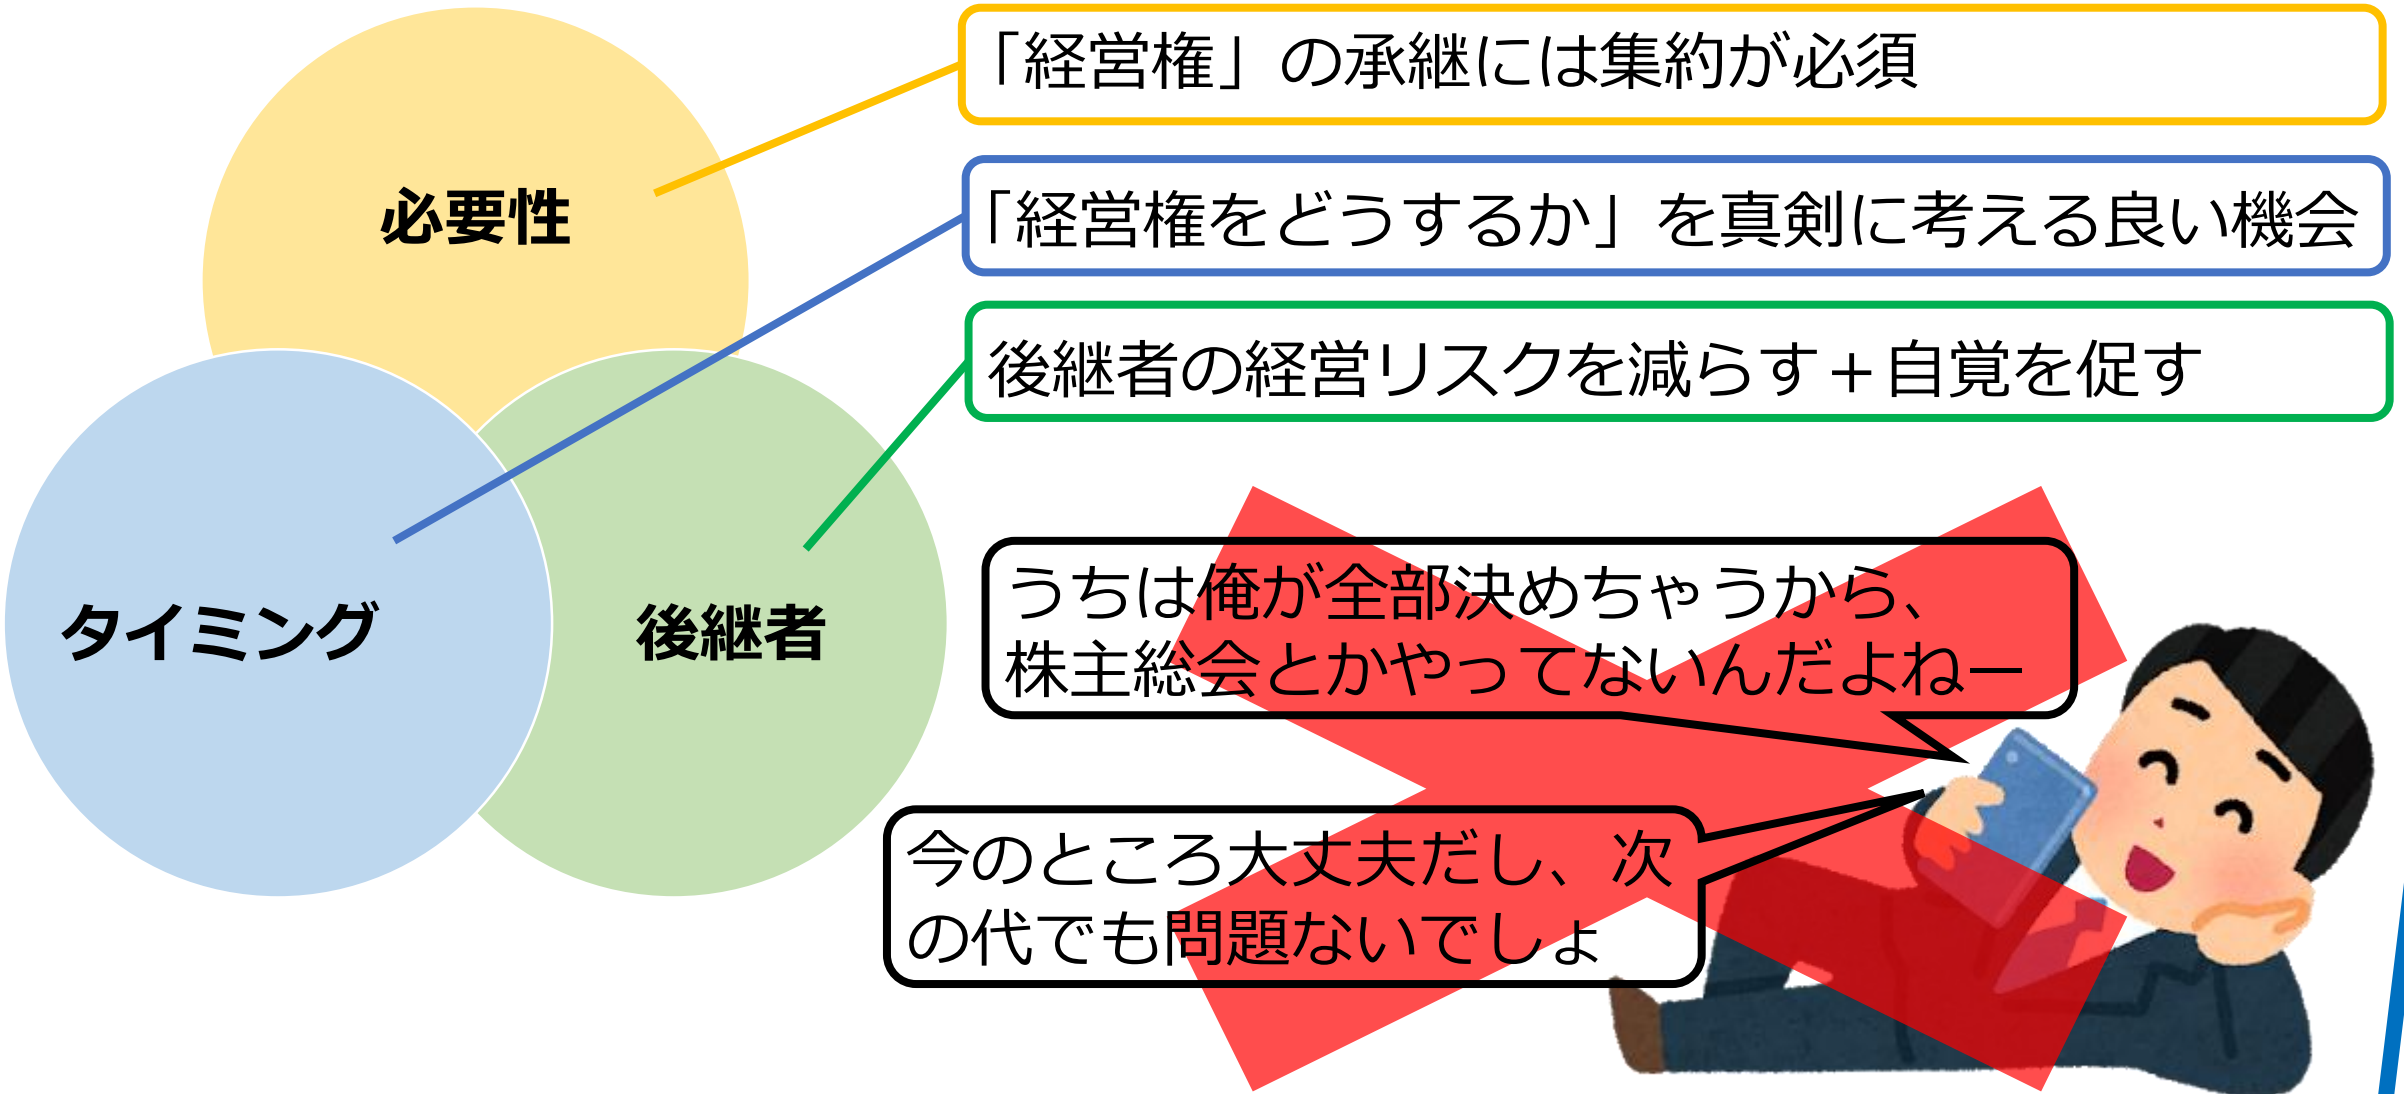 必要性
タイミング
後継者
「経営権」の承継には集約が必須
「経営権をどうするか」を真剣に考える良い機会
後継者の経営リスクを減らす＋自覚を促す
うちは俺が全部決めちゃうから、
株主総会とかやってないんだよねー
今のところ大丈夫だし、次
の代でも問題ないでしょ